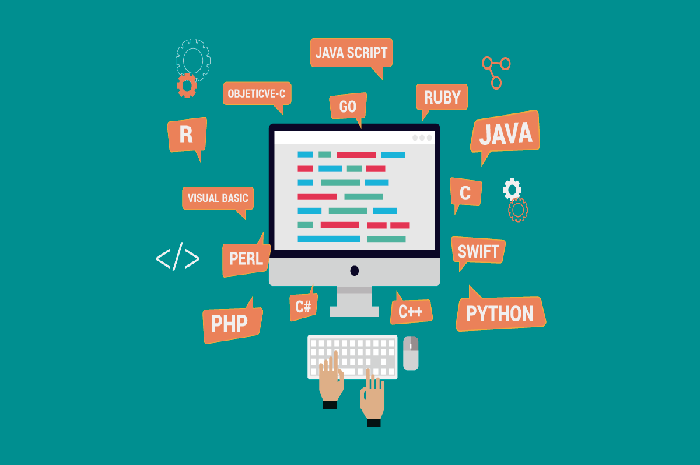 JAVA SCRIPT
OBJETICVE-C
GO
RUBY
R
JAVA
VISUAL BASIC
C
PERL
SWIFT
</>
PHP
C#
C++
PYTHON